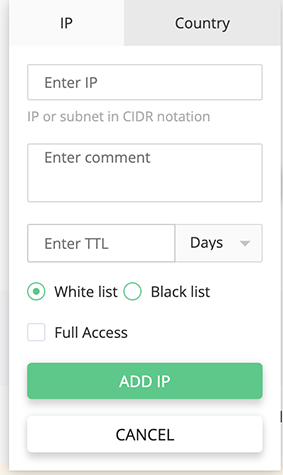 IP Country
Enter IP
IP or subnet in CIDR notation
Enter comment
Enter TTL Days
White list Black list
Full Access
ADD IP
CANCEL